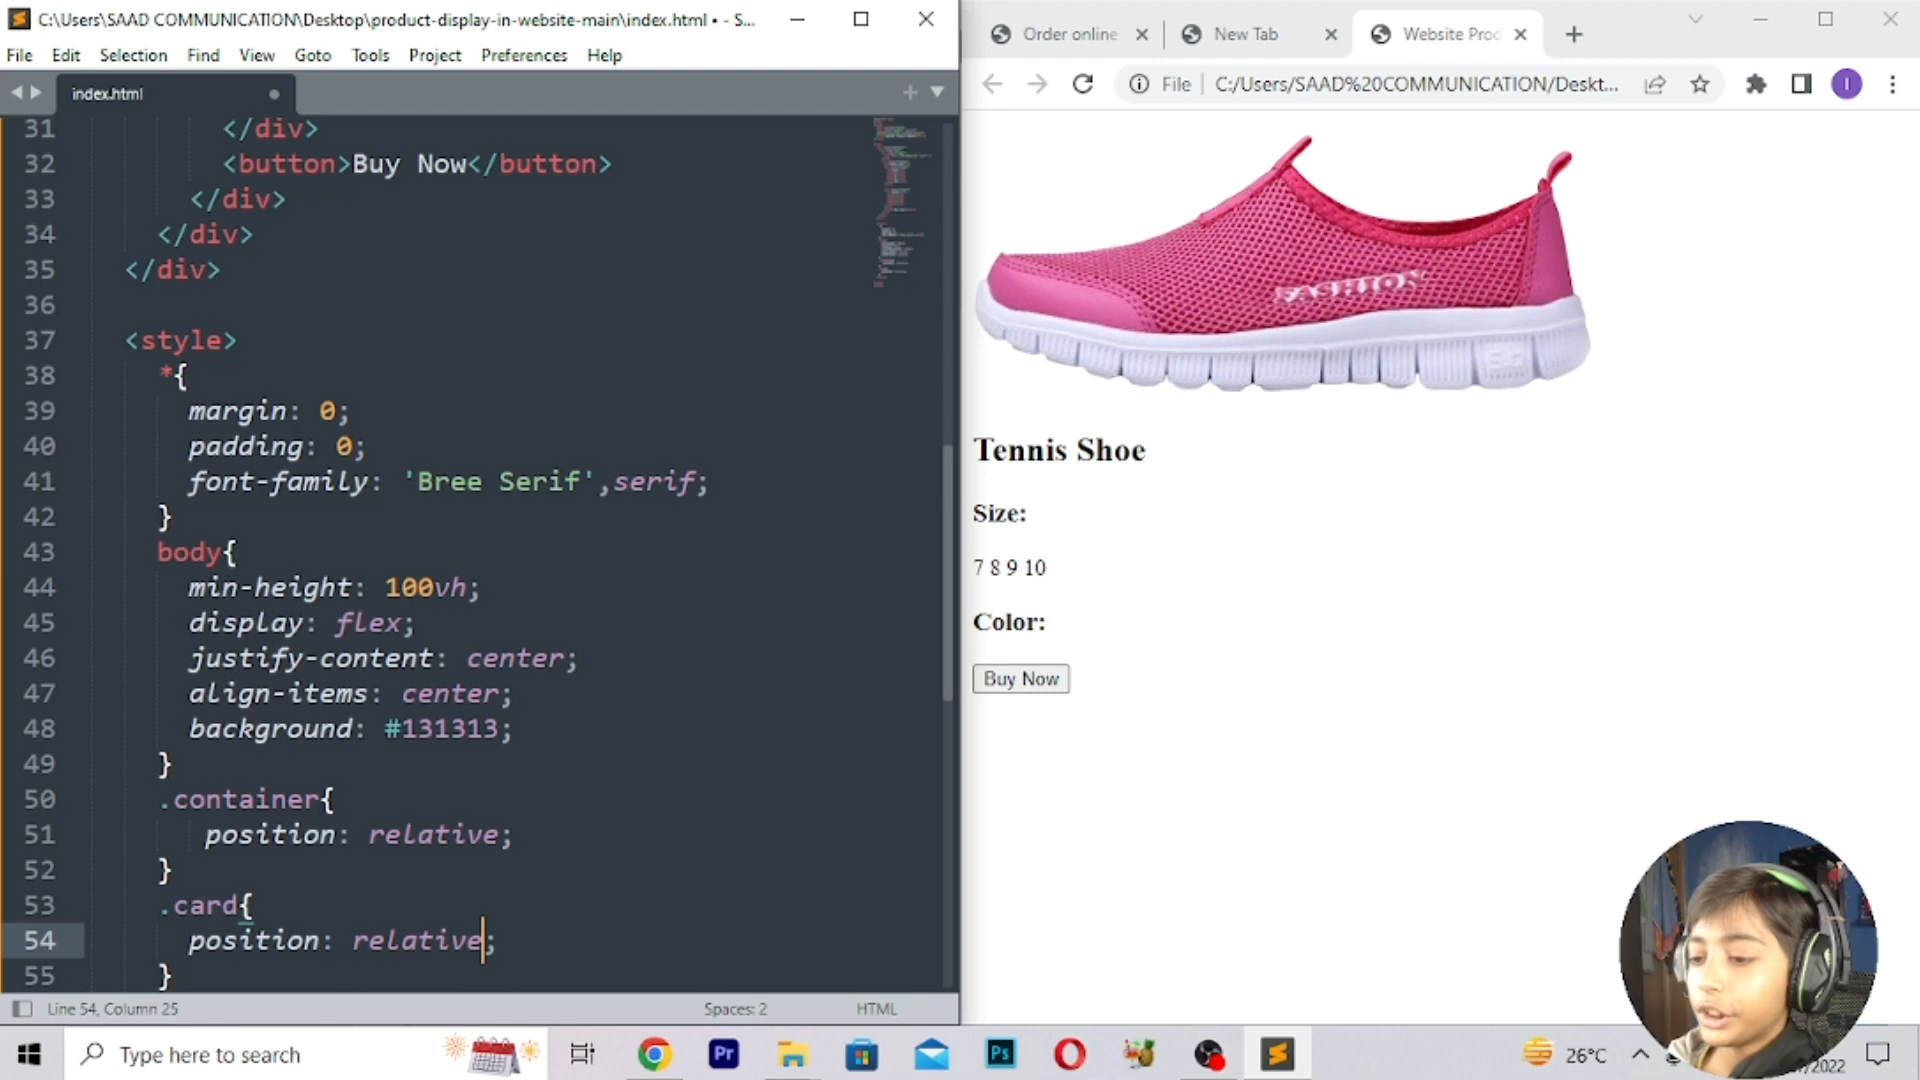 C:\Users\SAAD COMMUNICATION\Desktop\product-display-in-website-main\index.html • - S...
File Edit Selection Find View Goto Tools Project Preferences Help
index.html
31 </div>
32 <button>Buy Now</button>
33 </div>
34 </div>
35 </div>
36
37 <style>
38 *{
39 margin: 0;
40 padding: 0;
41 font-family: 'Bree Serif',serif;
42 }
43 body{
44 min-height: 100vh;
45 display: flex;
46 justify-content: center;
47 align-items: center;
48 background: #131313;
49 }
50 .container{
51 position: relative;
52 }
53 .card{
54 position: relative;
55 }
Line 54, Column 25 Spaces: 2 HTML
Order online New Tab Website Prod
File C:/Users/SAAD%20COMMUNICATION/Deskt... I
FASHION
Tennis Shoe
Size:
7 8 9 10
Color:
Buy Now
Type here to search Pr Ps 26°C
/2022